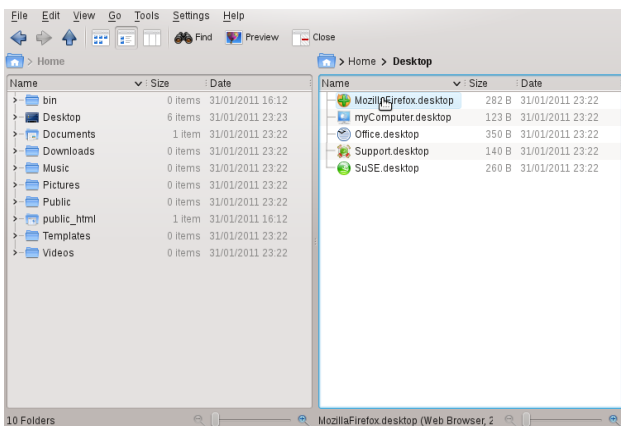 File Edit View Go Tools Settings Help
Find Preview Close
> Home
> Home > Desktop
Name Size Date
bin 0 items 31/01/2011 16:12
Desktop 6 items 31/01/2011 23:23
Documents 1 item 31/01/2011 23:22
Downloads 0 items 31/01/2011 23:22
Music 0 items 31/01/2011 23:22
Pictures 0 items 31/01/2011 23:22
Public 0 items 31/01/2011 23:22
public_html 1 item 31/01/2011 16:12
Templates 0 items 31/01/2011 23:22
Videos 0 items 31/01/2011 23:22
10 Folders
Name Size Date
MozillaFirefox.desktop 282 B 31/01/2011 23:22
myComputer.desktop 123 B 31/01/2011 23:22
Office.desktop 350 B 31/01/2011 23:22
Support.desktop 140 B 31/01/2011 23:22
SuSE.desktop 260 B 31/01/2011 23:22
MozillaFirefox.desktop (Web Browser, 2